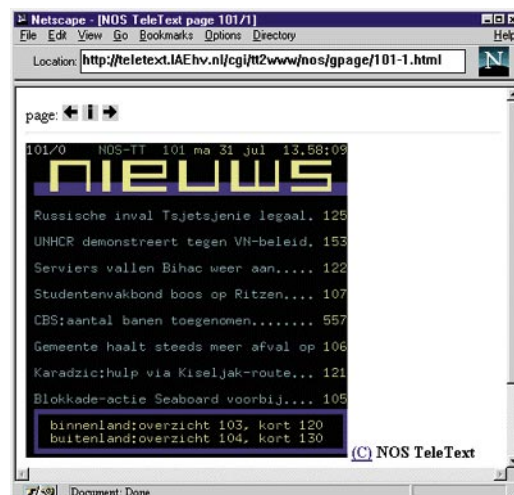 Netscape - [NOS TeleText page 101/1]
File Edit View Go Bookmarks Options Directory Help
Location: http://teletext.IAEhv.nl/cgi/tt2www/nos/gpage/101-1.html N
page: i
101/0 NOS-TT 101 ma 31 jul 13.58:09
nieuws
Russische inval Tsjetsjenie legaal. 125
UNHCR demonstreert tegen VN-beleid. 153
Serviers vallen Bihac weer aan..... 122
Studentenvakbond boos op Ritzen.... 107
CBS:aantal banen toegenomen........ 557
Gemeente haalt steeds meer afval op 106
Karadzic:hulp via Kiseljak-route... 121
Blokkade-actie Seaboard voorbij.... 105
binnenland:overzicht 103, kort 120
buitenland:overzicht 104, kort 130
(C) NOS TeleText
Document: Done